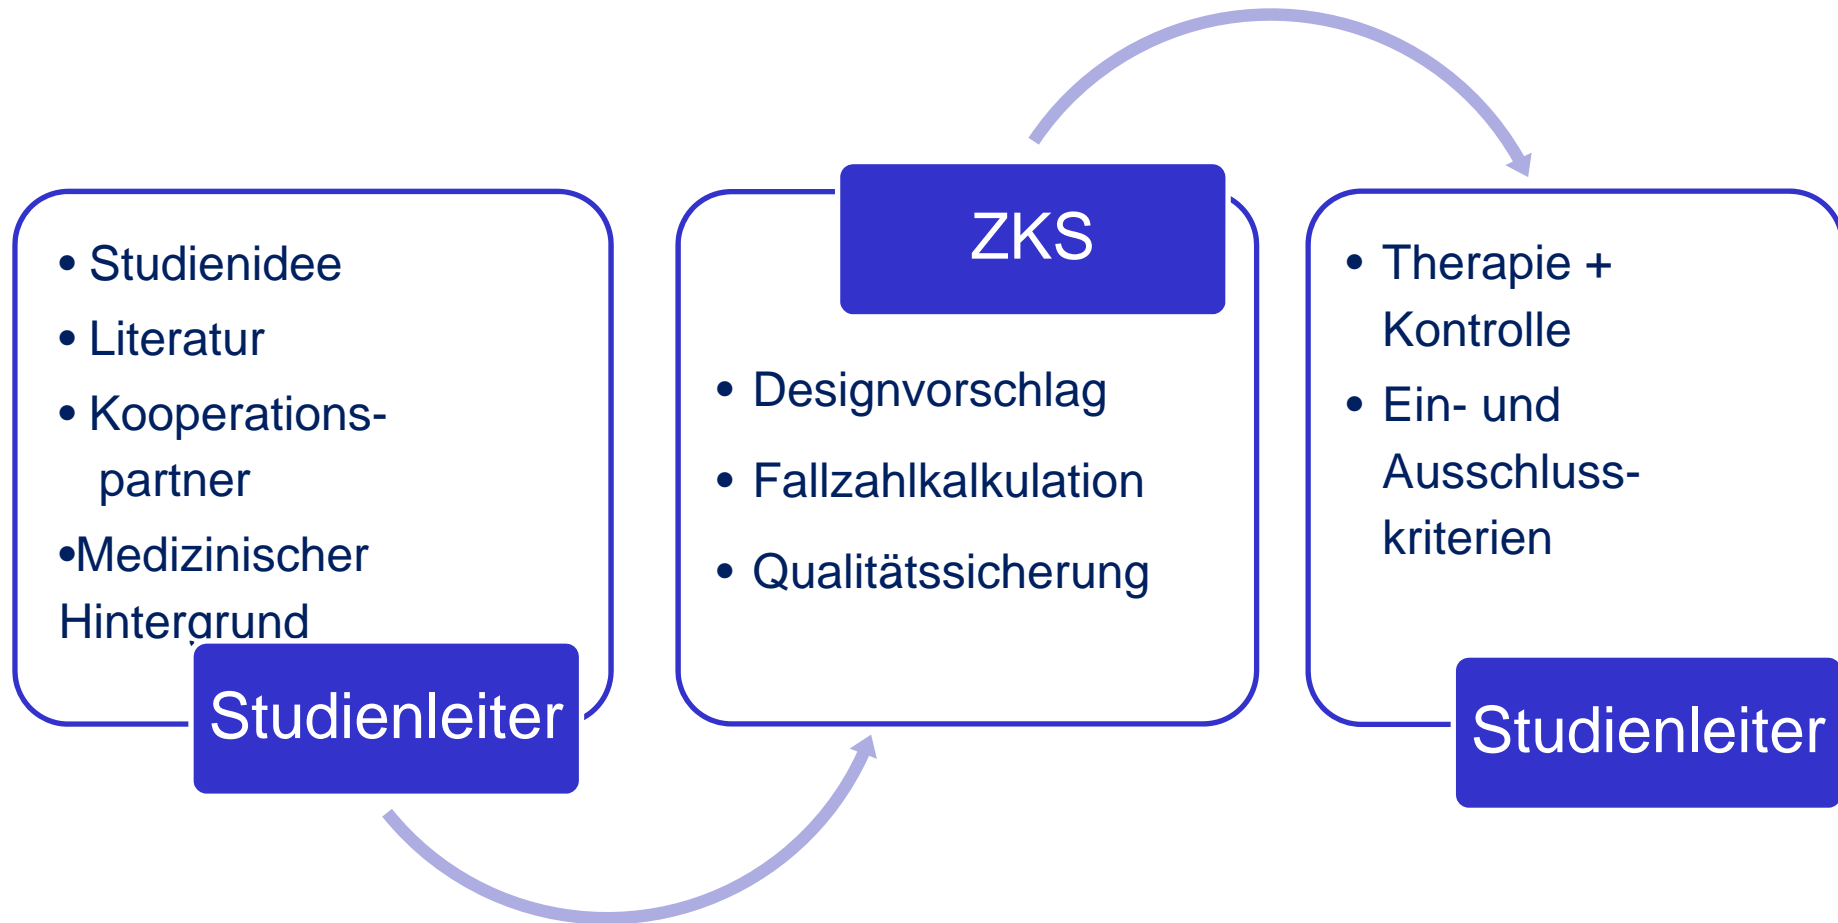 • Studienidee
• Literatur
• Kooperations-
partner
•Medizinischer
Hintergrund
Studienleiter
ZKS
• Designvorschlag
• Fallzahlkalkulation
• Qualitätssicherung
• Therapie +
Kontrolle
• Ein- und
Ausschluss-
kriterien
Studienleiter